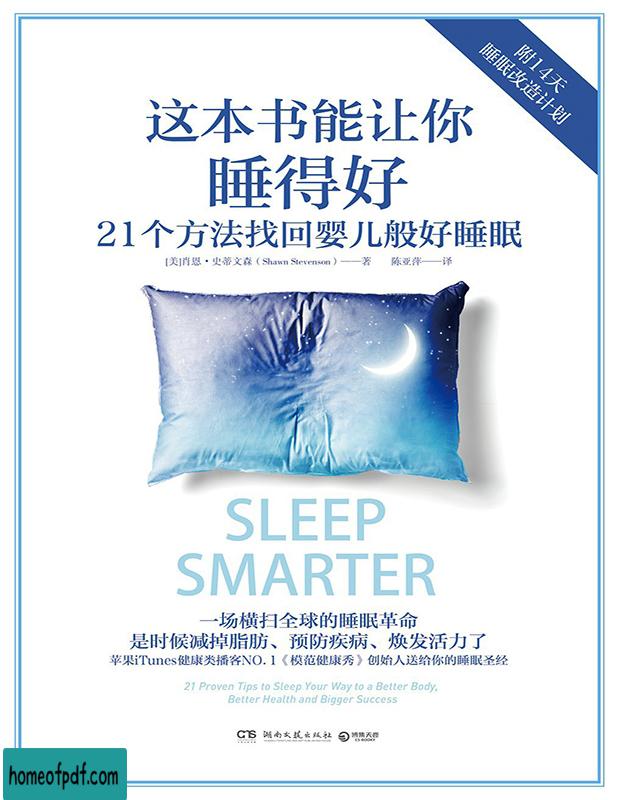 附14天
睡眠改造计划
这本书能让你
睡得好
21个方法找回婴儿般好睡眠
[美]肖恩·史蒂文森（Shawn Stevenson）——著 陈亚萍——译
SLEEP
SMARTER
一场横扫全球的睡眠革命
是时候减掉脂肪、预防疾病、焕发活力了
苹果iTunes健康类播客NO.1《模范健康秀》创始人送给你的睡眠圣经
21 Proven Tips to Sleep Your Way to a Better Body,
Better Health and Bigger Success
湖南文艺出版社 博集天卷
CS-BOOKY
homeofpdf.com